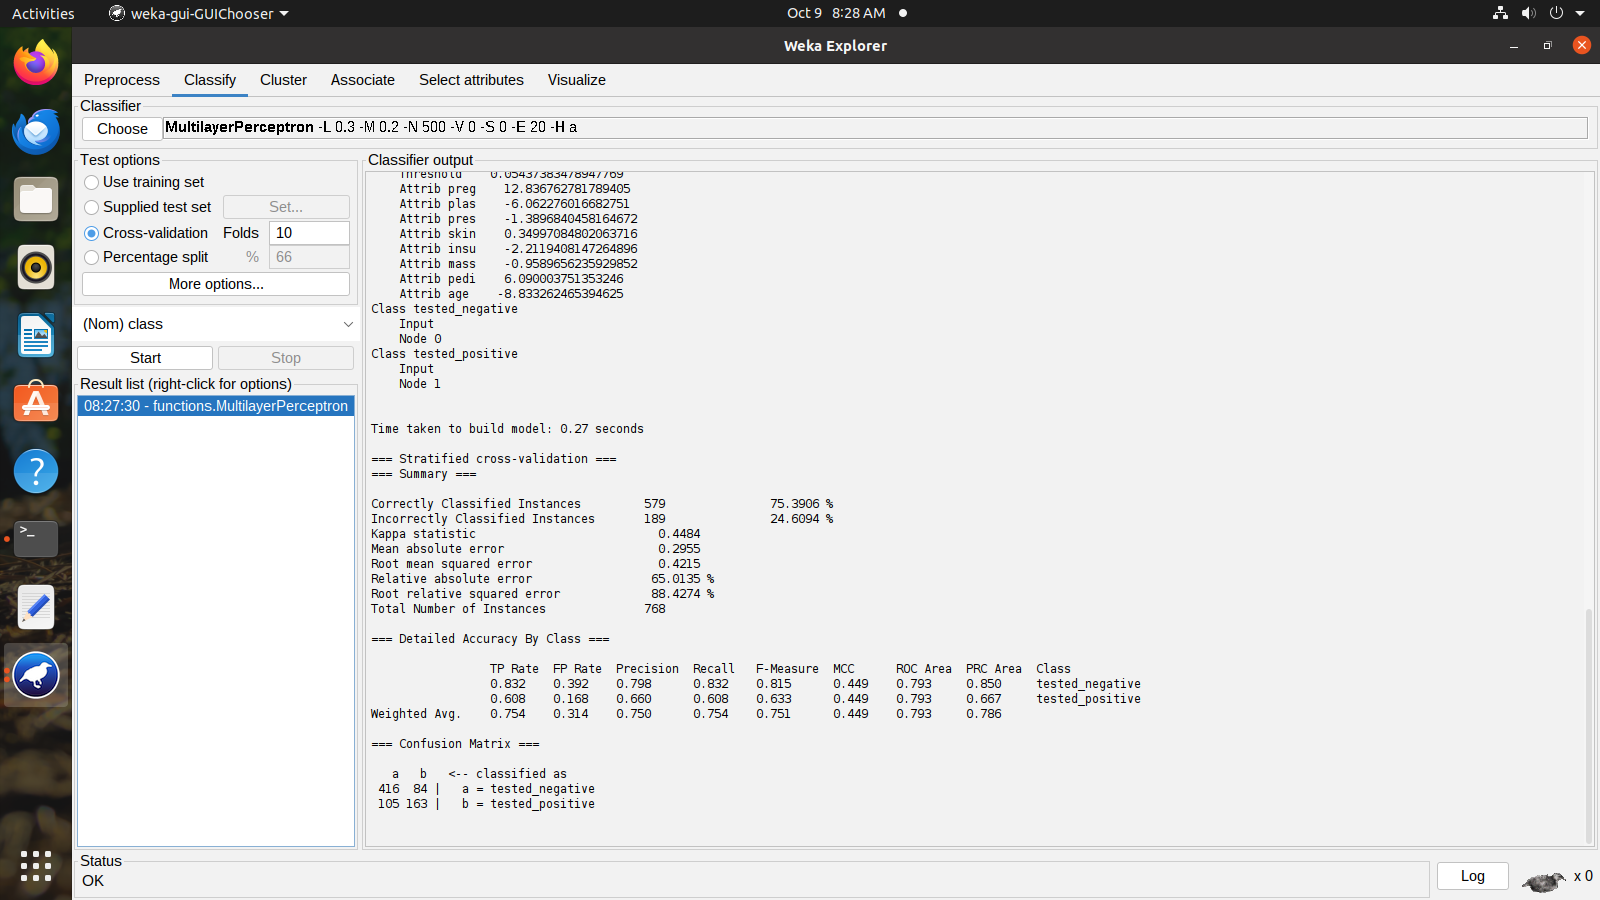 Activities weka-gui-GUIChooser Oct 9 8:28 AM
Weka Explorer
Preprocess Classify Cluster Associate Select attributes Visualize
Classifier
Choose MultilayerPerceptron -L 0.3 -M 0.2 -N 500 -V 0 -S 0 -E 20 -H a
Test options
Use training set
Supplied test set Set...
Cross-validation Folds 10
Percentage split % 66
More options...
(Nom) class
Start Stop
Result list (right-click for options)
08:27:30 - functions.MultilayerPerceptron
Classifier output
Threshold 0.05437383478947769
Attrib preg 12.836762781789405
Attrib plas -6.062276016682751
Attrib pres -1.3896840458164672
Attrib skin 0.34997084802063716
Attrib insu -2.2119408147264896
Attrib mass -0.9589656235929852
Attrib pedi 6.090003751353246
Attrib age -8.833262465394625
Class tested_negative
Input
Node 0
Class tested_positive
Input
Node 1
Time taken to build model: 0.27 seconds
=== Stratified cross-validation ===
=== Summary ===
Correctly Classified Instances 579 75.3906 %
Incorrectly Classified Instances 189 24.6094 %
Kappa statistic 0.4484
Mean absolute error 0.2955
Root mean squared error 0.4215
Relative absolute error 65.0135 %
Root relative squared error 88.4274 %
Total Number of Instances 768
=== Detailed Accuracy By Class ===
TP Rate FP Rate Precision Recall F-Measure MCC ROC Area PRC Area Class
0.832 0.392 0.798 0.832 0.815 0.449 0.793 0.850 tested_negative
0.608 0.168 0.660 0.608 0.633 0.449 0.793 0.667 tested_positive
Weighted Avg. 0.754 0.314 0.750 0.754 0.751 0.449 0.793 0.786
=== Confusion Matrix ===
a b <-- classified as
416 84 | a = tested_negative
105 163 | b = tested_positive
Status
OK
Log x 0